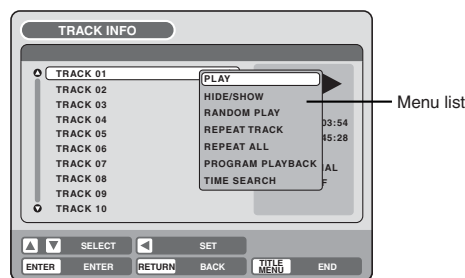 TRACK INFO
TRACK 01
TRACK 02
TRACK 03
TRACK 04
TRACK 05
TRACK 06
TRACK 07
TRACK 08
TRACK 09
TRACK 10
PLAY
HIDE/SHOW
RANDOM PLAY
REPEAT TRACK
REPEAT ALL
PROGRAM PLAYBACK
TIME SEARCH
03:54
45:28
Menu list
SELECT SET
ENTER ENTER RETURN BACK TITLE MENU END